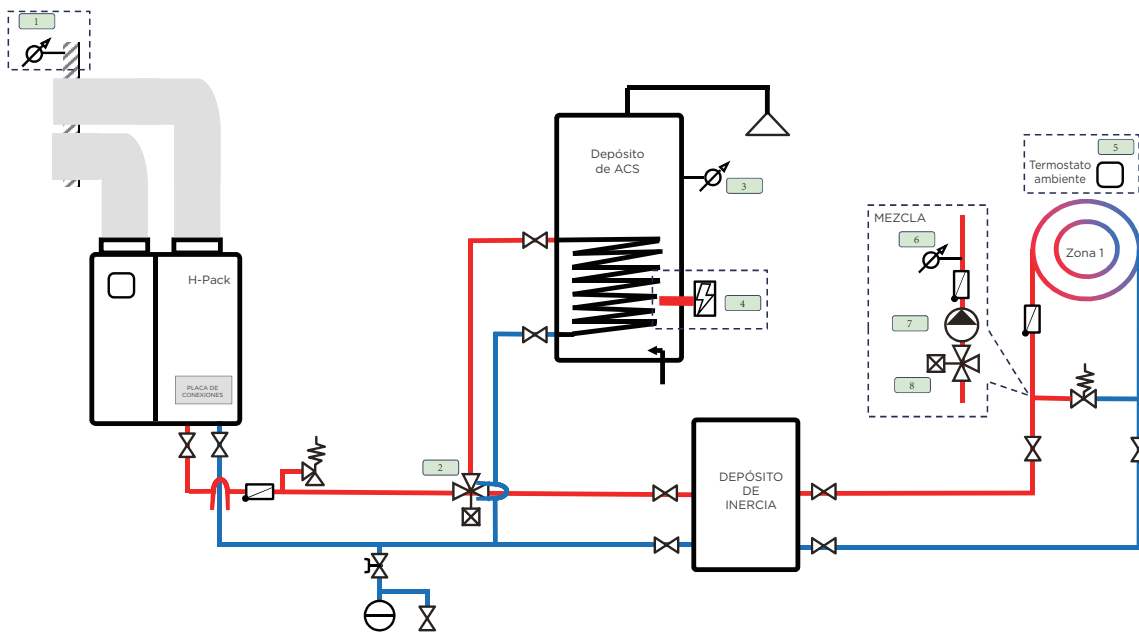 1
Depósito
de ACS
3
5
Termostato
ambiente
MEZCLA
6
Zona 1
H-Pack
4
7
PLACA DE
CONEXIONES
8
2
DEPÓSITO
DE
INERCIA